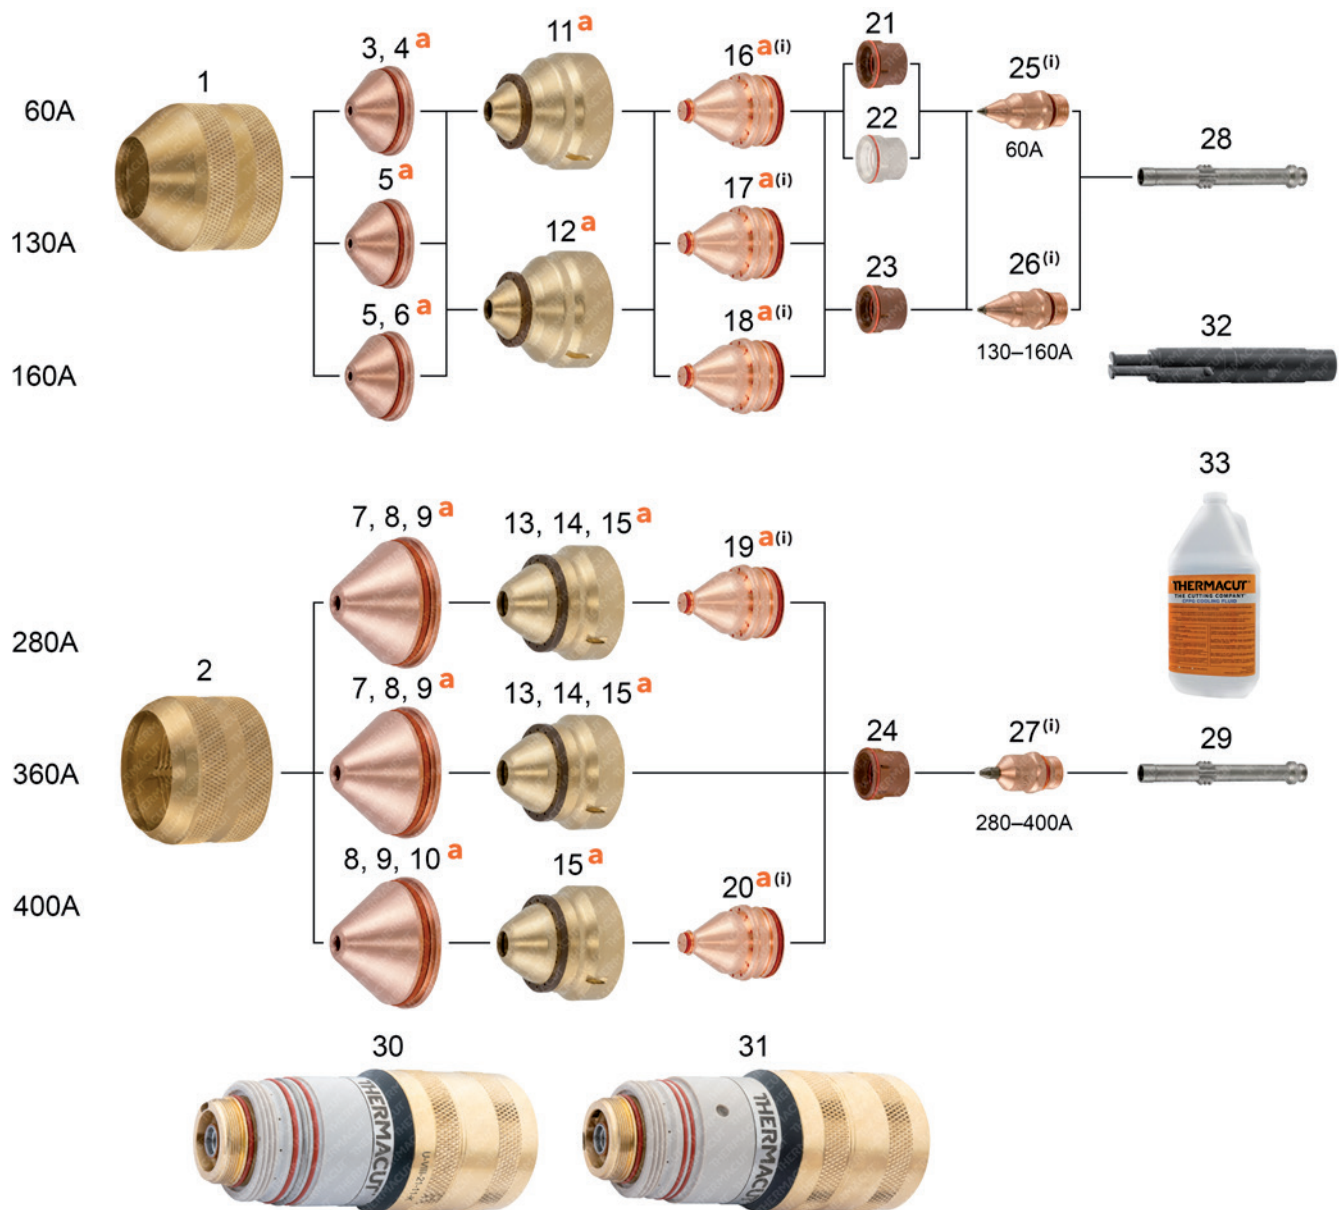 60A
130A
160A
1
3, 4 a
5 a
5, 6 a
11 a
12 a
16 a (i)
17 a (i)
18 a (i)
21
22
23
25 (i)
60A
26 (i)
130–160A
28
32
33
THERMACUT
THE CUTTING COMPANY
280A
360A
400A
2
7, 8, 9 a
7, 8, 9 a
8, 9, 10 a
13, 14, 15 a
13, 14, 15 a
15 a
19 a (i)
20 a (i)
24
27 (i)
280–400A
29
30
THERMACUT
31
THERMACUT